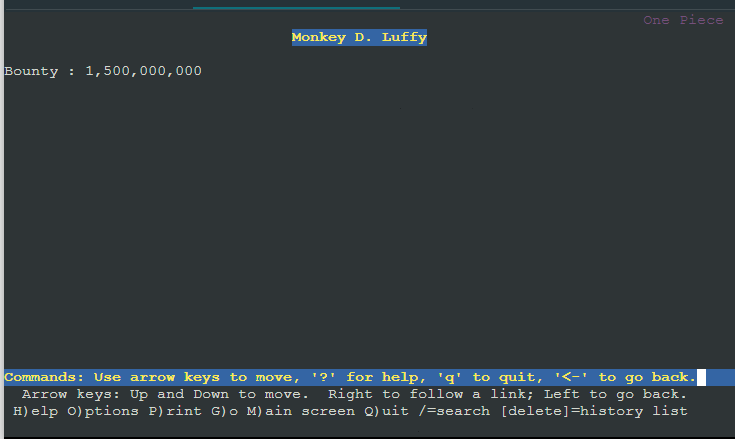 One Piece
Monkey D. Luffy
Bounty : 1,500,000,000
Commands: Use arrow keys to move, '?' for help, 'q' to quit, '<-' to go back.
Arrow keys: Up and Down to move.  Right to follow a link; Left to go back.
H)elp O)ptions P)rint G)o M)ain screen Q)uit /=search [delete]=history list